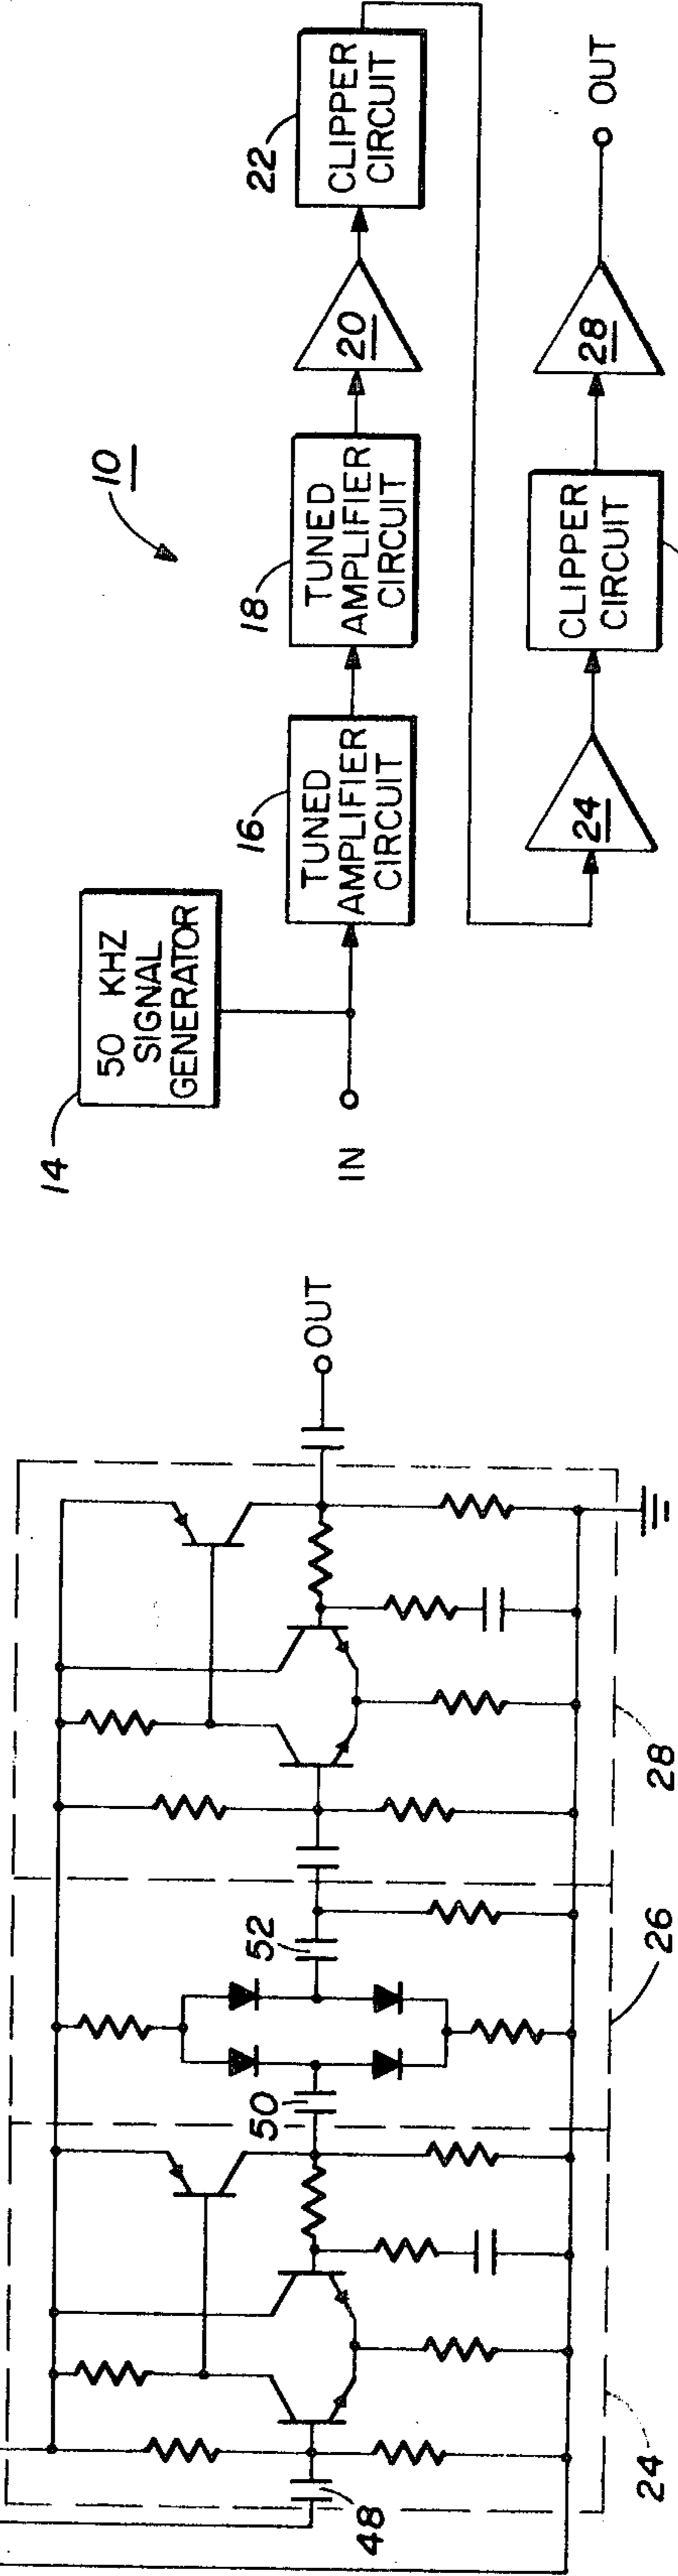 10
14
50 KHZ
SIGNAL
GENERATOR
IN
16
TUNED
AMPLIFIER
CIRCUIT
18
TUNED
AMPLIFIER
CIRCUIT
20
22
CLIPPER
CIRCUIT
24
CLIPPER
CIRCUIT
28
OUT
48
50
52
OUT
24
26
28